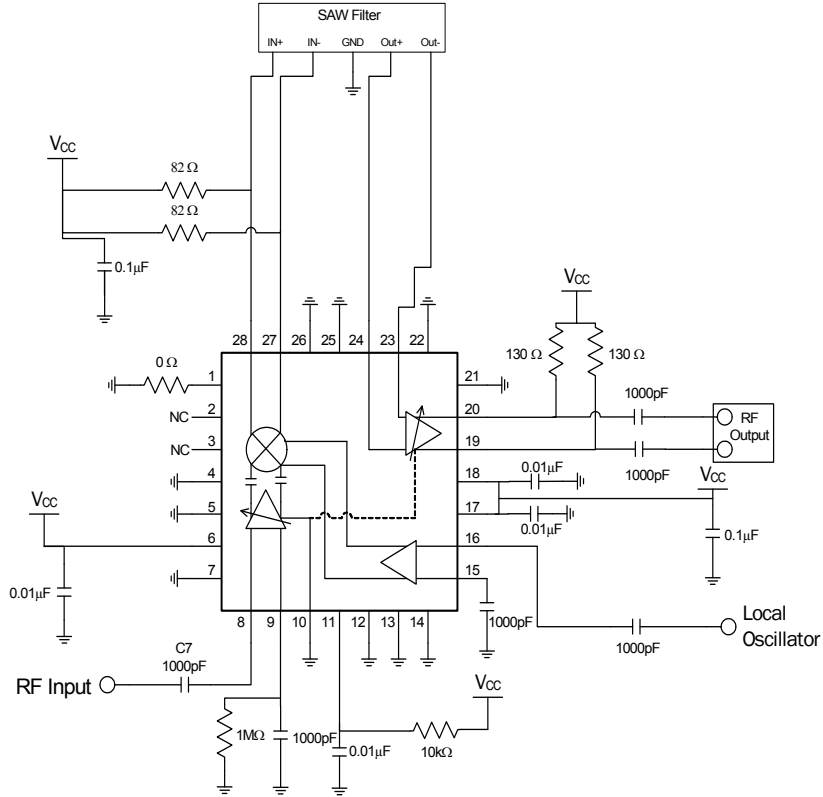 SAW Filter
IN+ IN- GND Out+ Out-
VCC
82 Ω
82 Ω
0.1µF
VCC
28 27 26 25 24 23 22
130 Ω 130 Ω
0 Ω
1 21
1000pF
NC 2 20 RF
Output
NC 3 19
1000pF
4 18 0.01µF
VCC
VCC
5 17 0.01µF
0.1µF
6 16
0.01µF
7 15
1000pF
8 9 10 11 12 13 14
Local
Oscillator
1000pF
C7
1000pF
RF Input
VCC
1MΩ 1000pF 0.01µF 10kΩ